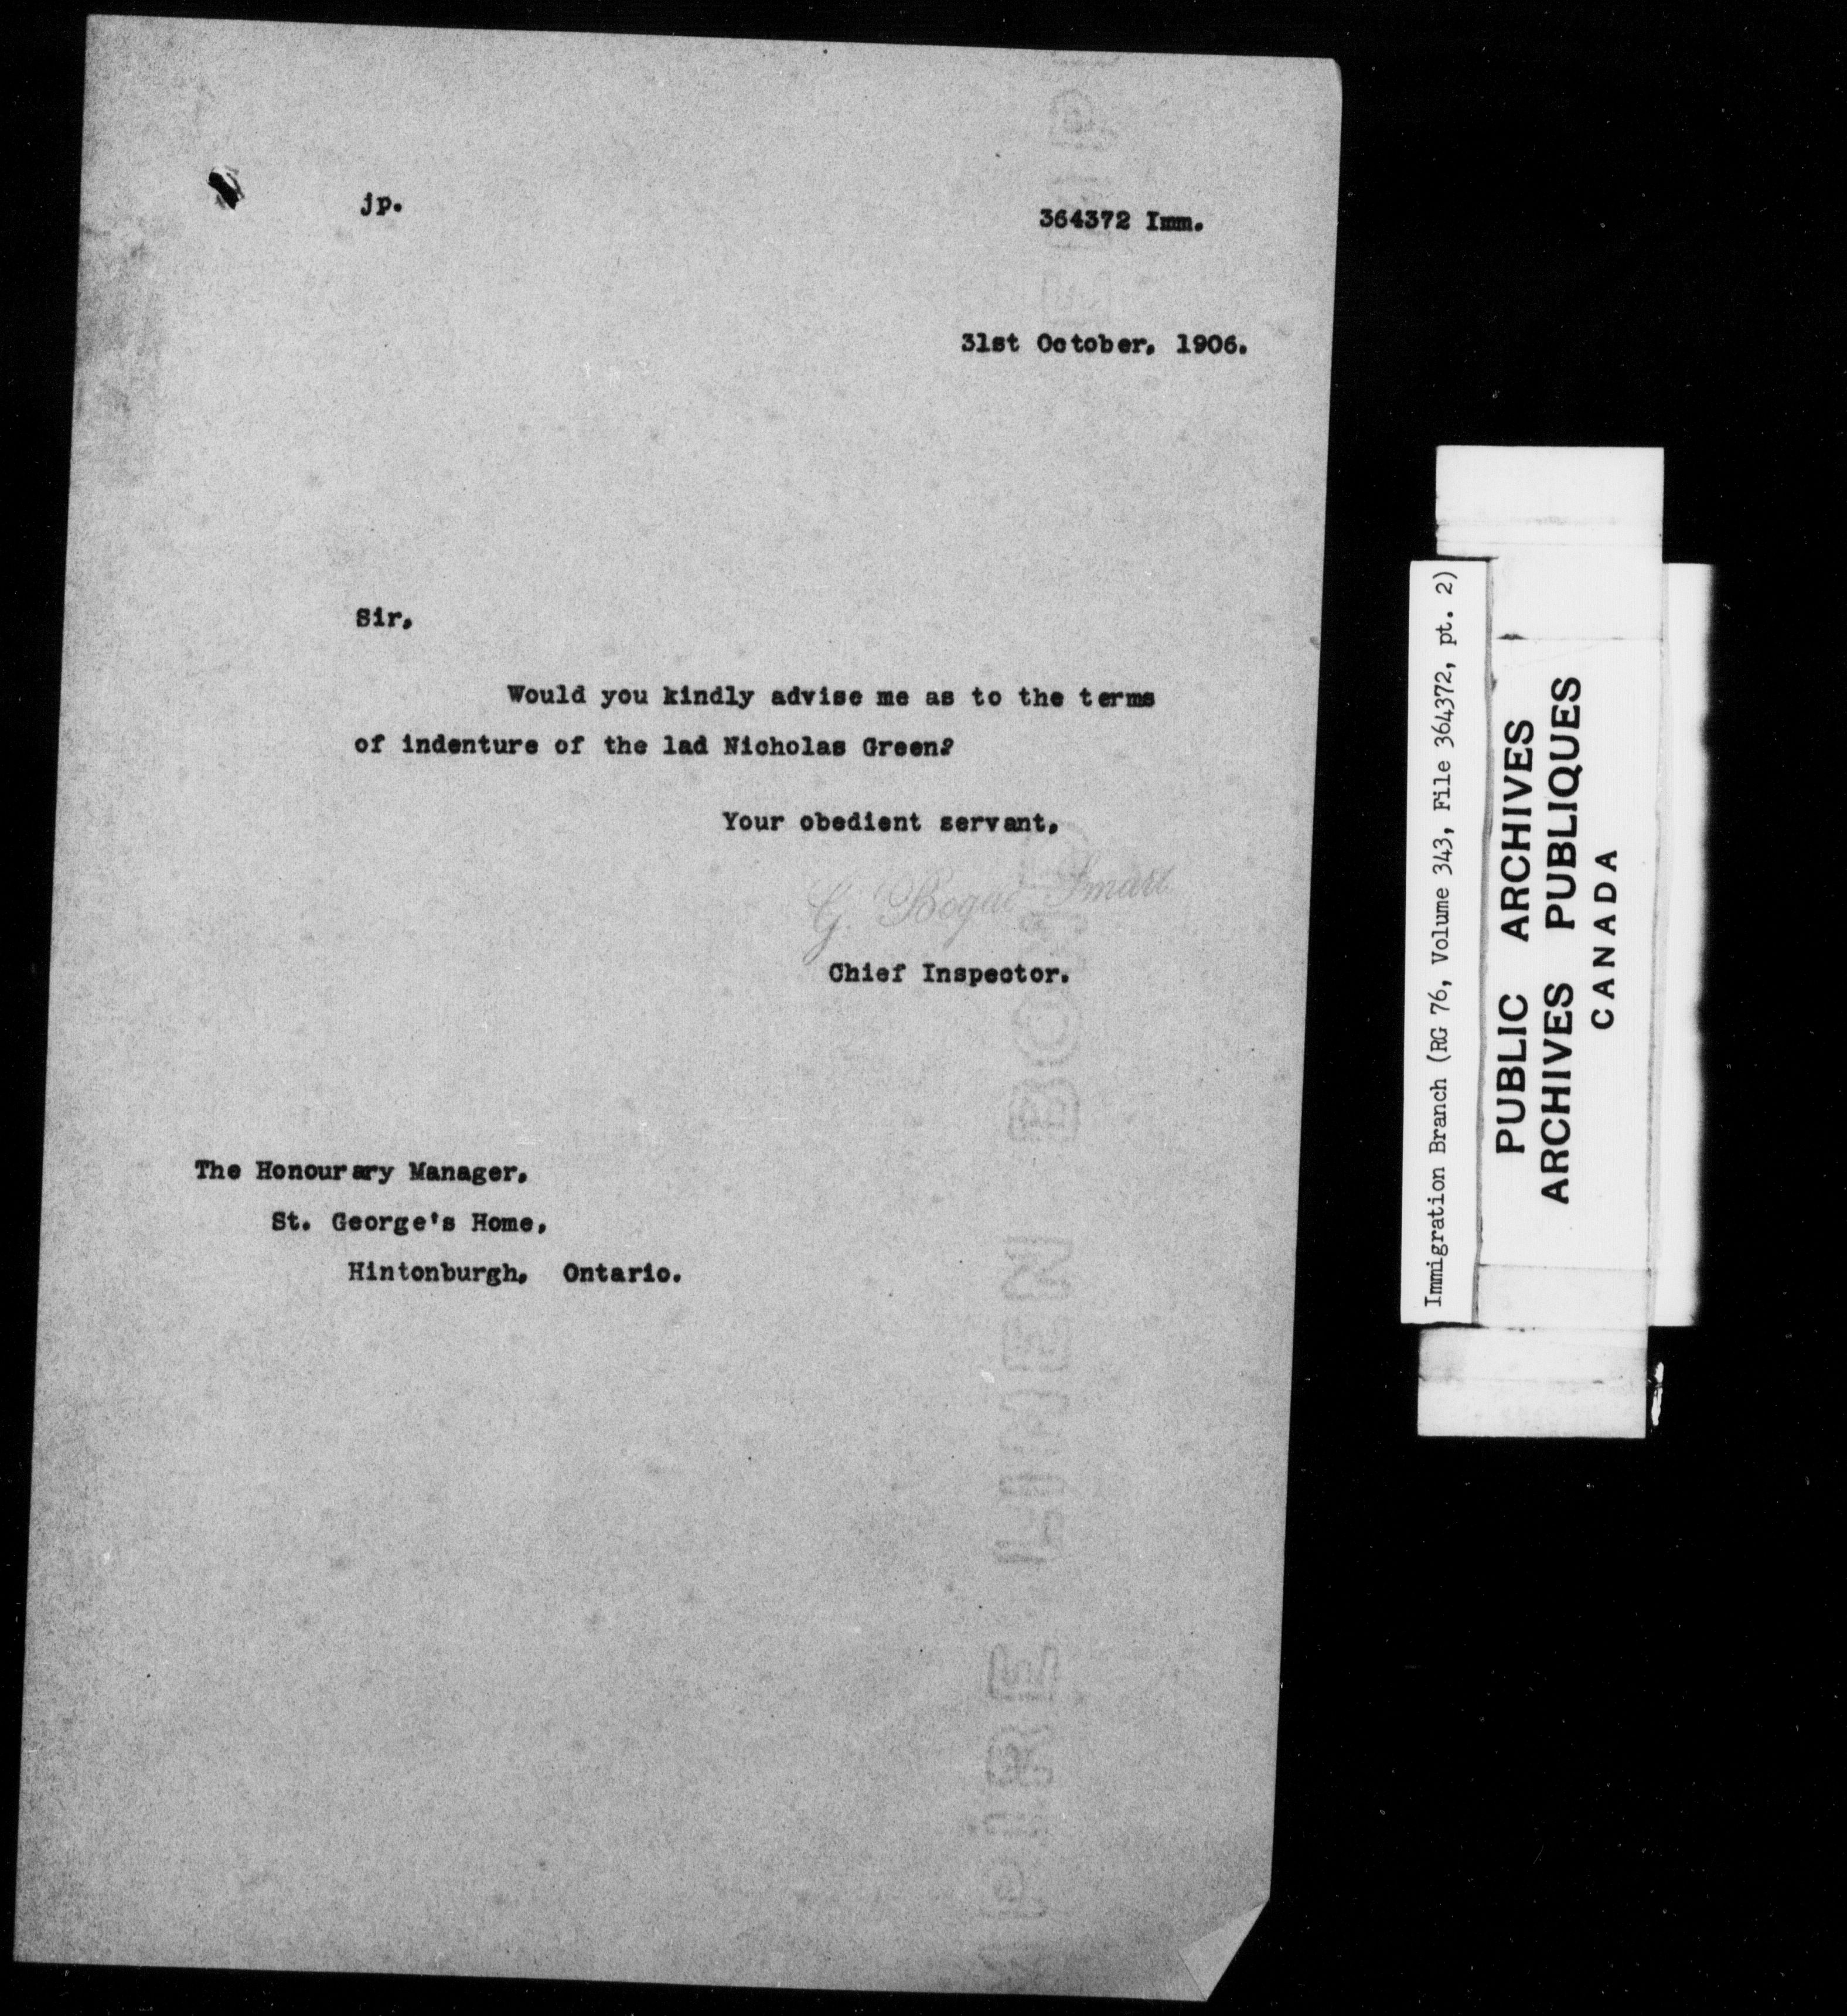 jp.
364372 Imm.
31st October, 1906.
Sir,
Would you kindly advise me as to the terms
of indenture of the lad Nicholas Green?
Your obedient servant,
G. Bogue Smart
Chief Inspector.
The Honourary Manager,
St. George's Home,
Hintonburgh, Ontario.
Immigration Branch (RG 76, Volume 343, File 364372, pt. 2)
PUBLIC ARCHIVES
ARCHIVES PUBLIQUES
CANADA